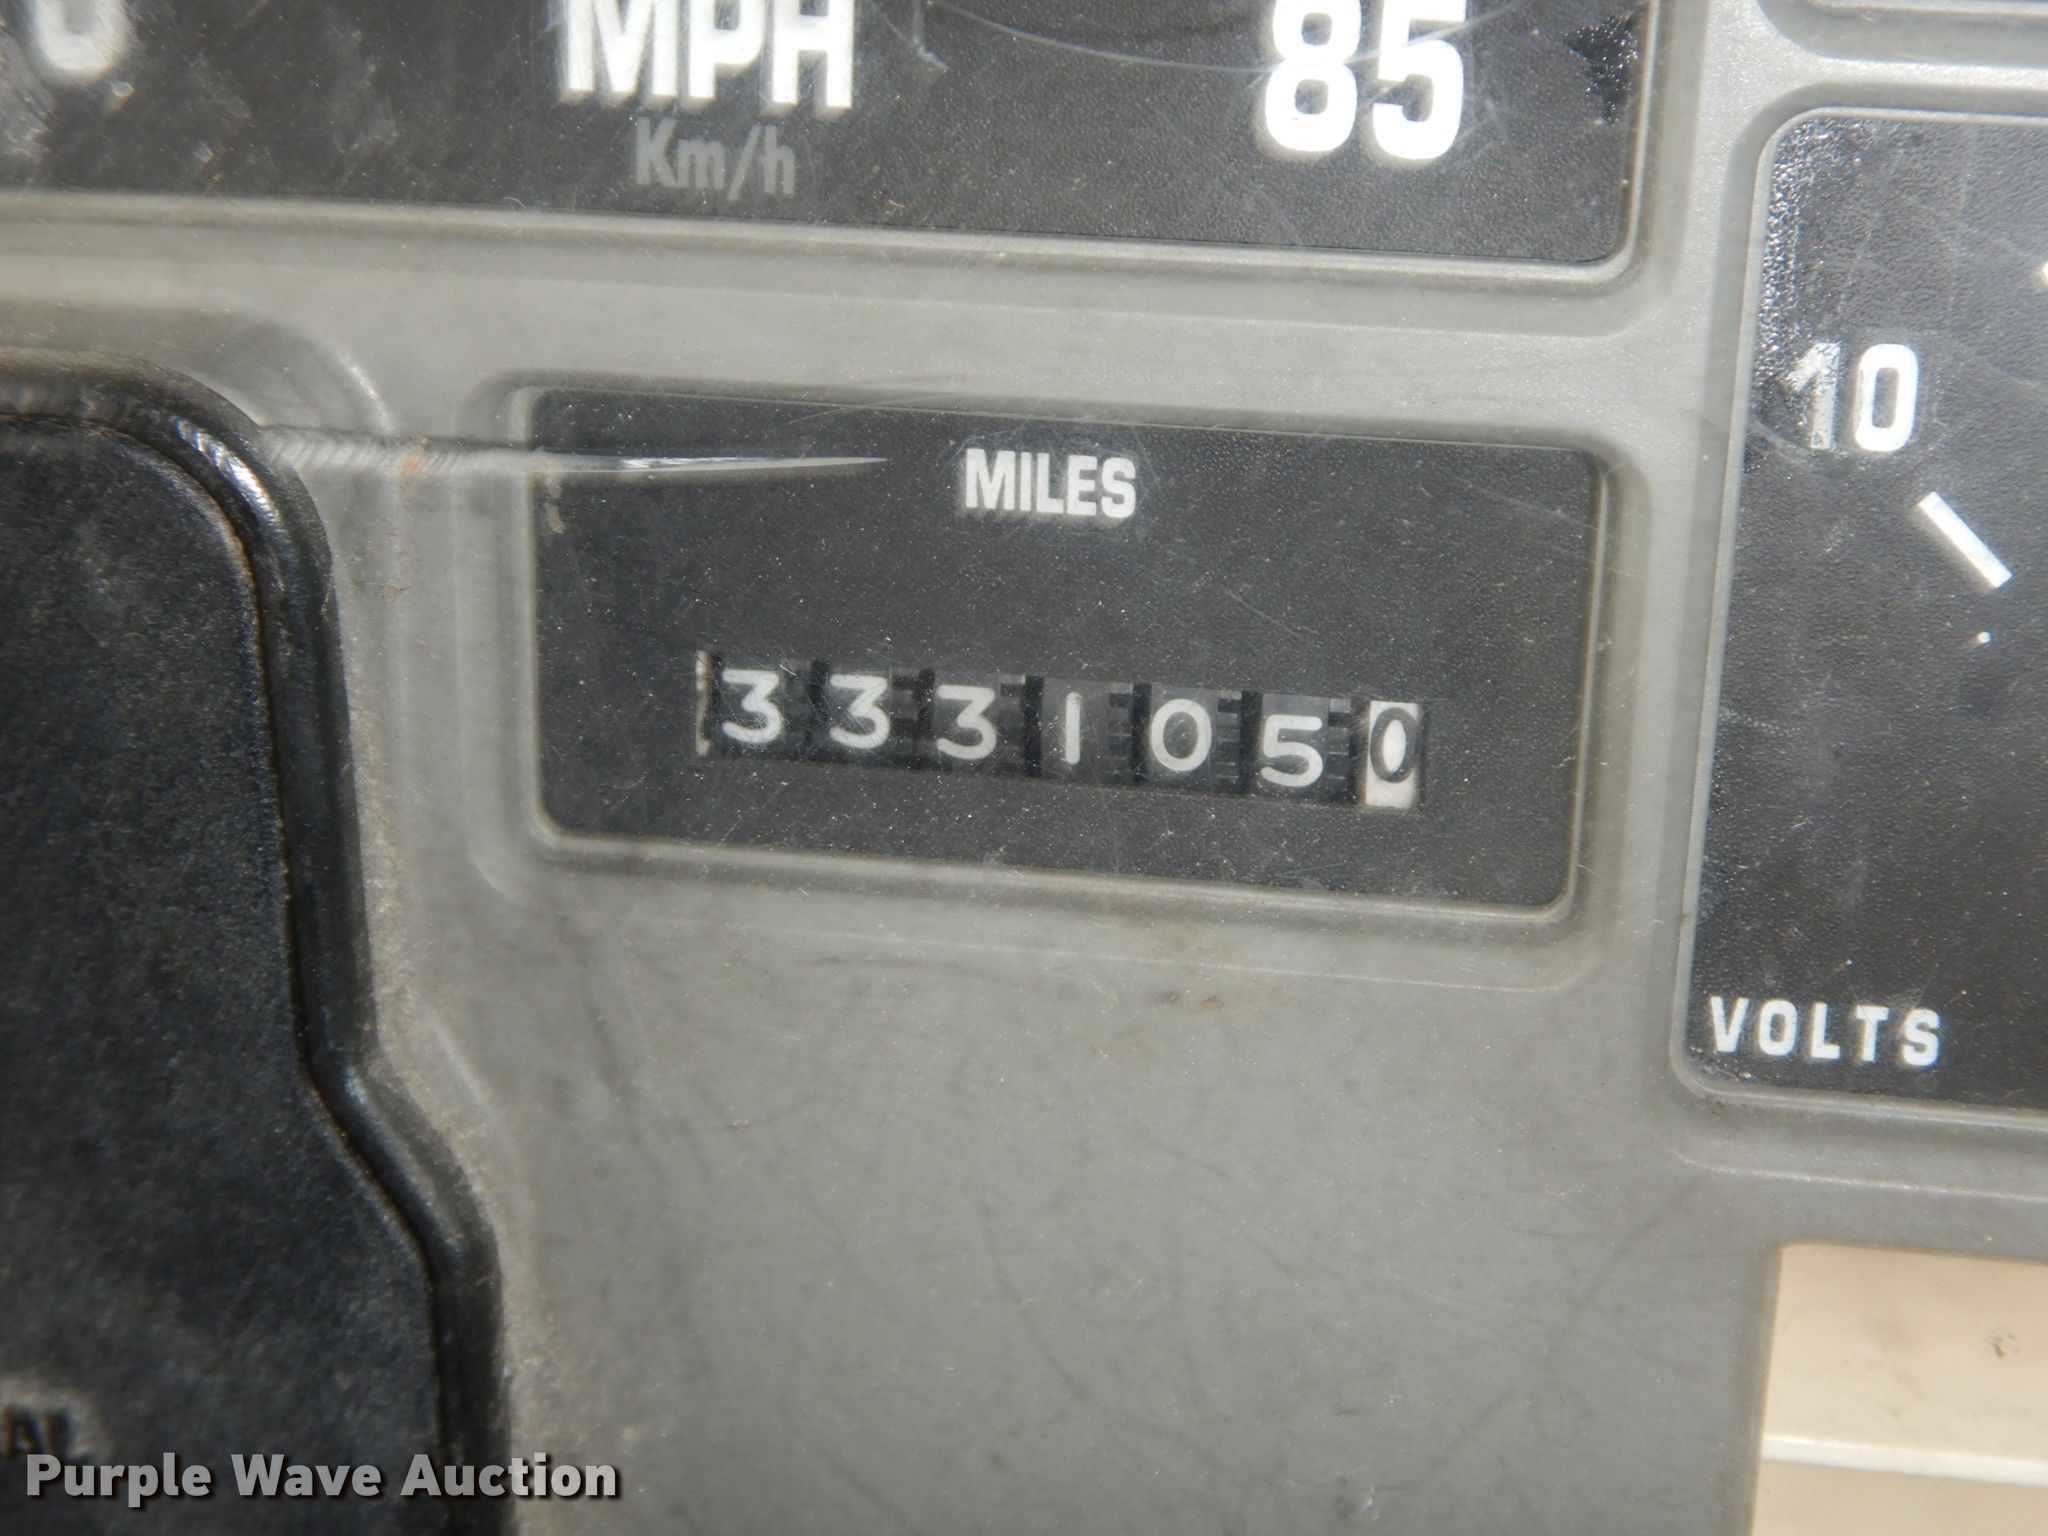 MPH
85
Km/h
10
MILES
3331050
VOLTS
Purple Wave Auction